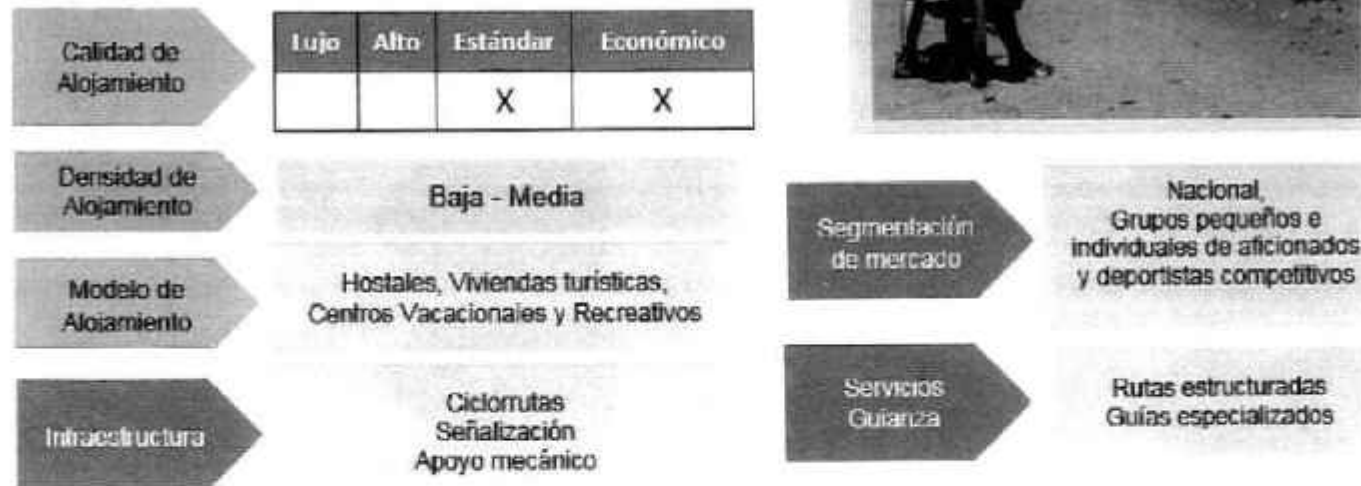 Calidad de
Alojamiento
Lujo Alto Estándar Económico
X X
Densidad de
Alojamiento
Baja - Media
Modelo de
Alojamiento
Hostales, Viviendas turísticas,
Centros Vacacionales y Recreativos
Infraestructura
Ciclorrutas
Señalización
Apoyo mecánico
Segmentación
de mercado
Nacional,
Grupos pequeños e
individuales de aficionados
y deportistas competitivos
Servicios
Guianza
Rutas estructuradas
Guías especializados